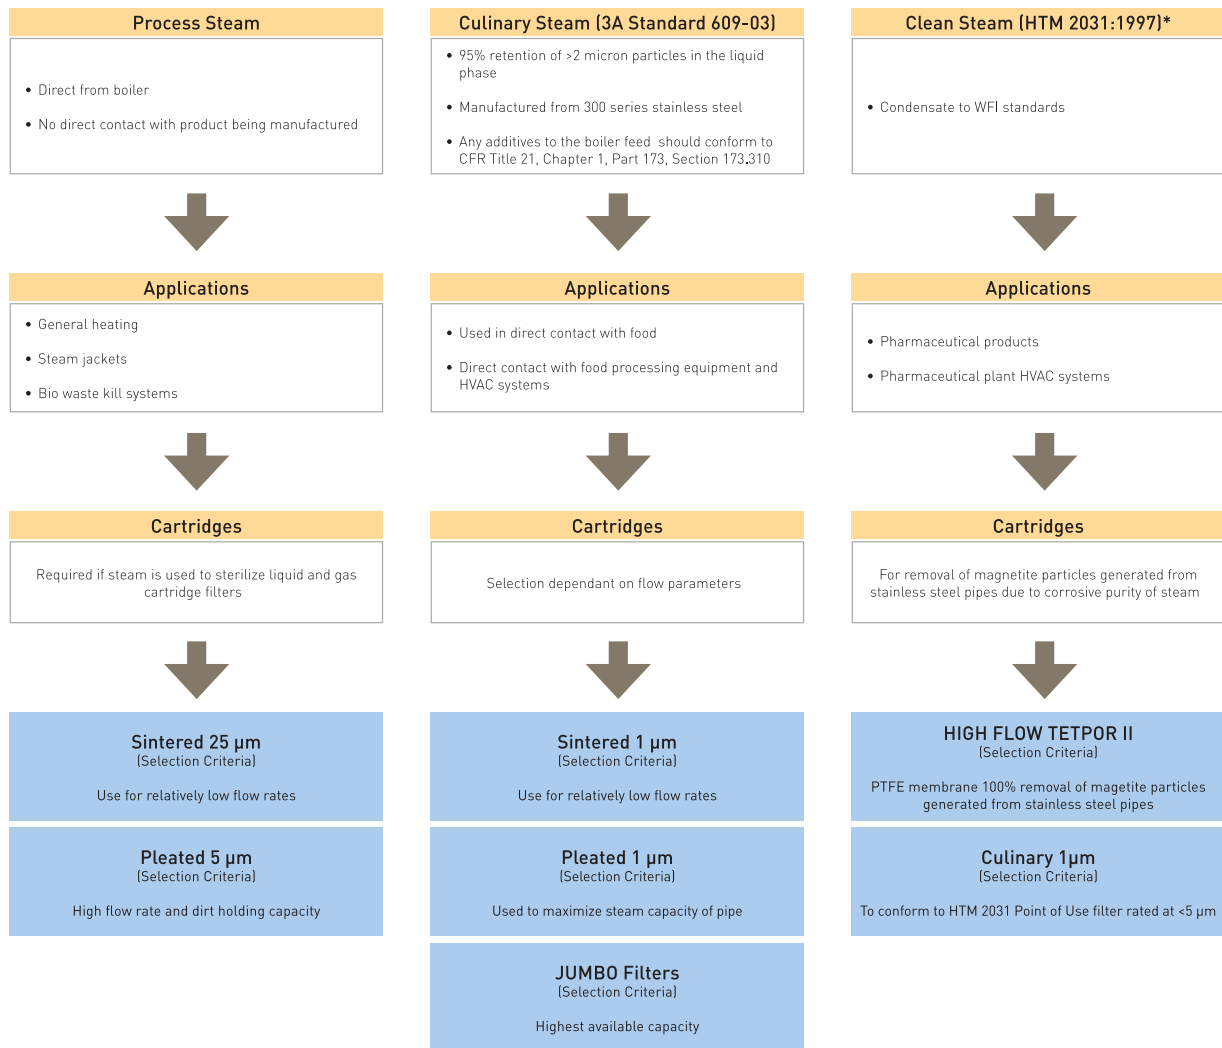 Process Steam
• Direct from boiler
• No direct contact with product being manufactured
Applications
• General heating
• Steam jackets
• Bio waste kill systems
Cartridges
Required if steam is used to sterilize liquid and gas
cartridge filters
Sintered 25 µm
(Selection Criteria)
Use for relatively low flow rates
Pleated 5 µm
(Selection Criteria)
High flow rate and dirt holding capacity
Culinary Steam (3A Standard 609-03)
• 95% retention of >2 micron particles in the liquid
phase
• Manufactured from 300 series stainless steel
• Any additives to the boiler feed should conform to
CFR Title 21, Chapter 1, Part 173, Section 173.310
Applications
• Used in direct contact with food
• Direct contact with food processing equipment and
HVAC systems
Cartridges
Selection dependant on flow parameters
Sintered 1 µm
(Selection Criteria)
Use for relatively low flow rates
Pleated 1 µm
(Selection Criteria)
Used to maximize steam capacity of pipe
JUMBO Filters
(Selection Criteria)
Highest available capacity
Clean Steam (HTM 2031:1997)*
• Condensate to WFI standards
Applications
• Pharmaceutical products
• Pharmaceutical plant HVAC systems
Cartridges
For removal of magnetite particles generated from
stainless steel pipes due to corrosive purity of steam
HIGH FLOW TETPOR II
(Selection Criteria)
PTFE membrane 100% removal of magetite particles
generated from stainless steel pipes
Culinary 1µm
(Selection Criteria)
To conform to HTM 2031 Point of Use filter rated at <5 µm